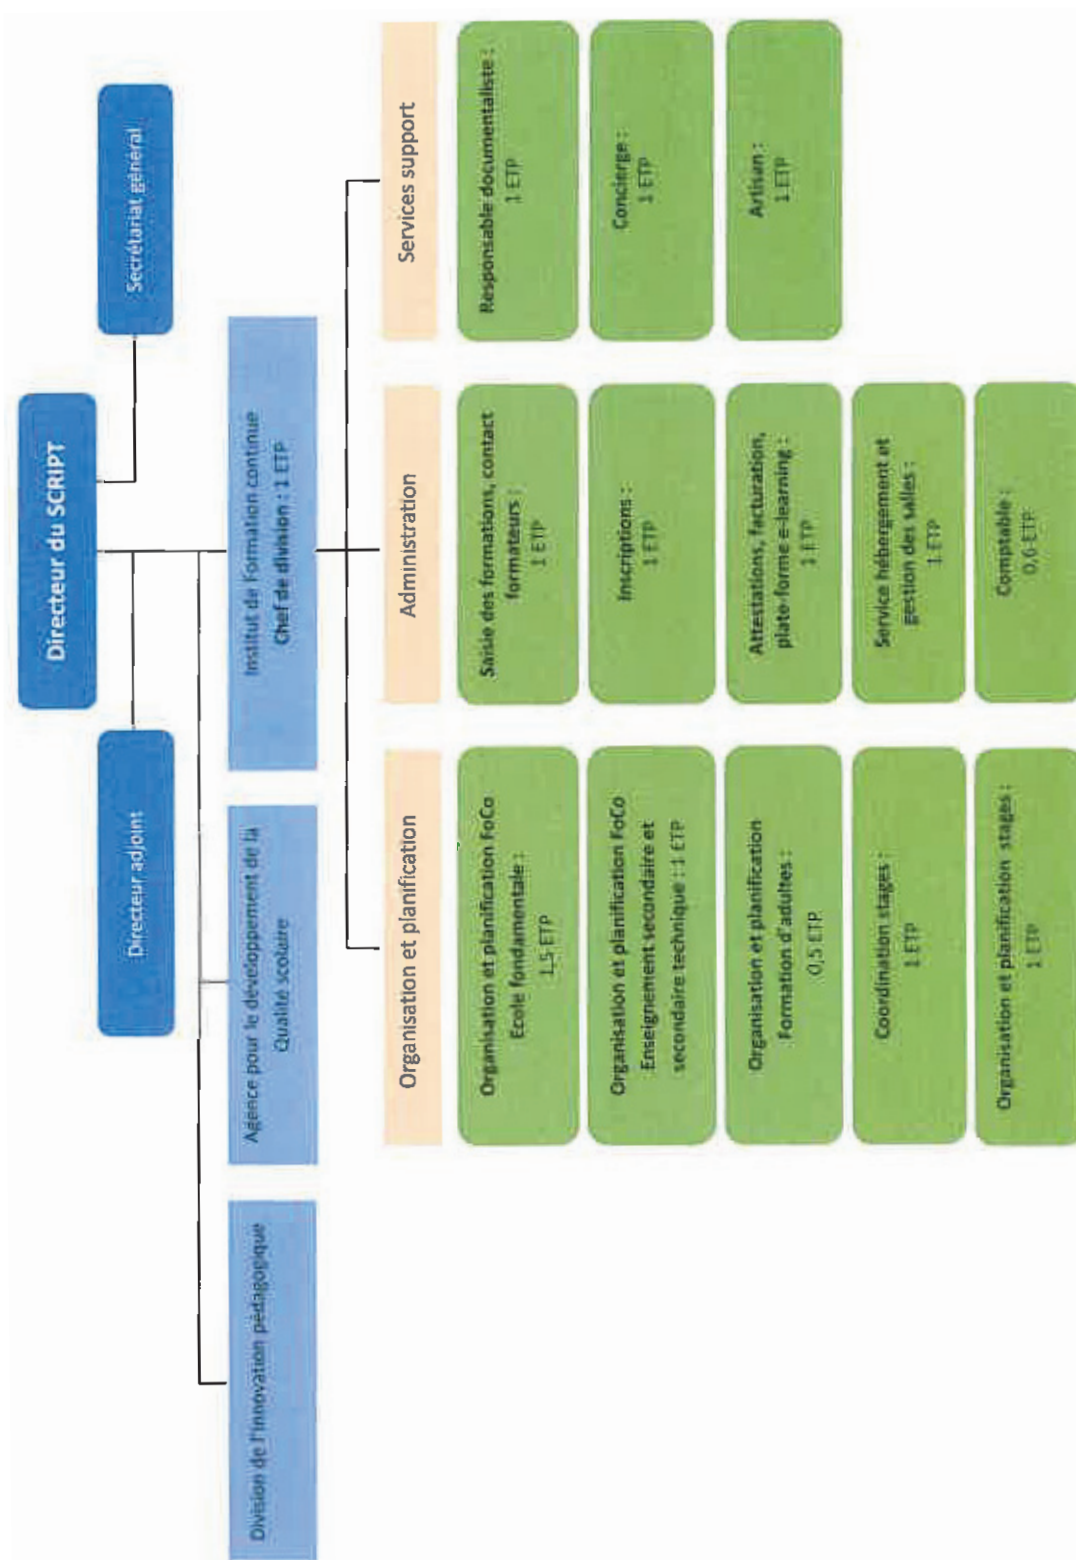 Directeur du SCRIPT
Secrétariat général
Directeur adjoint
Division de l'Innovation pédagogique
Agence pour le développement de la
Qualité scolaire
Institut de Formation continue
Chef de division : 1 ETP
Organisation et planification
Organisation et planification FoCo
Ecole fondamentale :
1,5 ETP
Organisation et planification FoCo
Enseignement secondaire et
secondaire technique : : 1 ETP
Organisation et planification
Formation d'adultes :
0,5 ETP
Coordination stages :
1 ETP
Organisation et planification stages :
1 ETP
Administration
Saisie des formations, contact
formateurs :
1 ETP
Inscriptions :
1 ETP
Attestations, facturation,
plate-forme e-learning :
1 ETP
Service hébergement et
gestion des salles :
1 ETP
Comptable :
0,6 ETP
Services support
Responsable documentaliste :
1 ETP
Concierge :
1 ETP
Artisan :
1 ETP